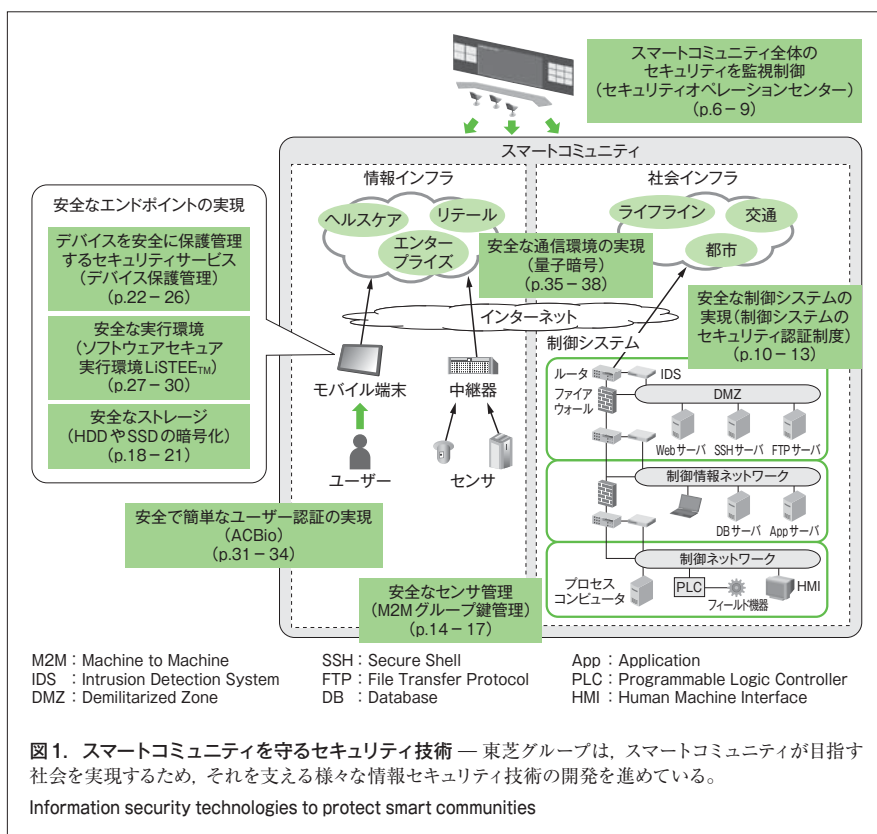 スマートコミュニティ全体の
セキュリティを監視制御
(セキュリティオペレーションセンター)
(p.6－9)
スマートコミュニティ
情報インフラ
社会インフラ
安全なエンドポイントの実現
デバイスを安全に保護管理
するセキュリティサービス
(デバイス保護管理)
(p.22－26)
安全な実行環境
(ソフトウェアセキュア
実行環境LiSTEE™)
(p.27－30)
安全なストレージ
(HDDやSSDの暗号化)
(p.18－21)
ヘルスケア
リテール
エンター
プライズ
安全な通信環境の実現
(量子暗号)
(p.35－38)
ライフライン
交通
都市
インターネット
安全な制御システムの
実現(制御システムの
セキュリティ認証制度)
(p.10－13)
モバイル端末
ユーザー
中継器
センサ
制御システム
ルータ
IDS
ファイア
ウォール
DMZ
Webサーバ
SSHサーバ
FTPサーバ
制御情報ネットワーク
DBサーバ
Appサーバ
制御ネットワーク
プロセス
コンピュータ
PLC
フィールド機器
HMI
安全で簡単なユーザー認証の実現
(ACBio)
(p.31－34)
安全なセンサ管理
(M2Mグループ鍵管理)
(p.14－17)
M2M：Machine to Machine
IDS：Intrusion Detection System
DMZ：Demilitarized Zone
SSH：Secure Shell
FTP：File Transfer Protocol
DB：Database
App：Application
PLC：Programmable Logic Controller
HMI：Human Machine Interface
図1. スマートコミュニティを守るセキュリティ技術 — 東芝グループは，スマートコミュニティが目指す
社会を実現するため，それを支える様々な情報セキュリティ技術の開発を進めている。
Information security technologies to protect smart communities